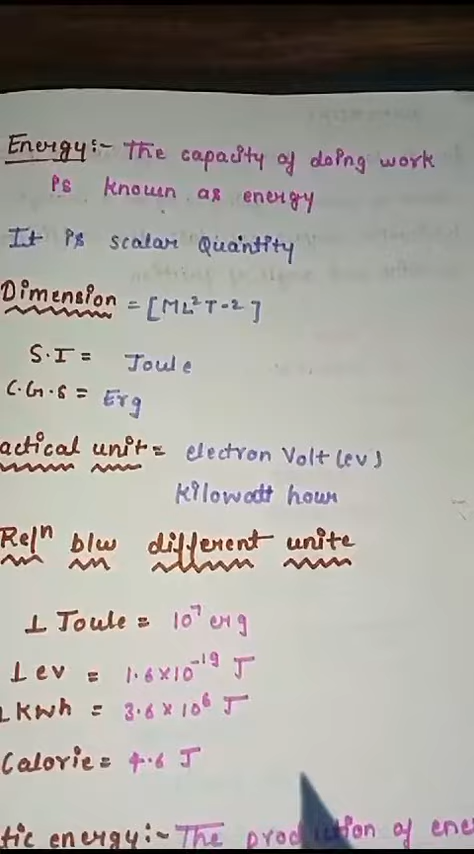 Energy:- The capacity of doing work
is known as energy
It is scalar Quantity
Dimension = [ML²T-2]
S.I = Joule
C.G.S = Erg
actical unit = electron Volt (ev)
kilowatt hour
Relⁿ b/w different unite
1 Joule = 10⁷ erg
1 ev = 1.6×10⁻¹⁹ J
1 kwh = 3.6 × 10⁶ J
Calorie = 4.6 J
tic energy:- The production of ene